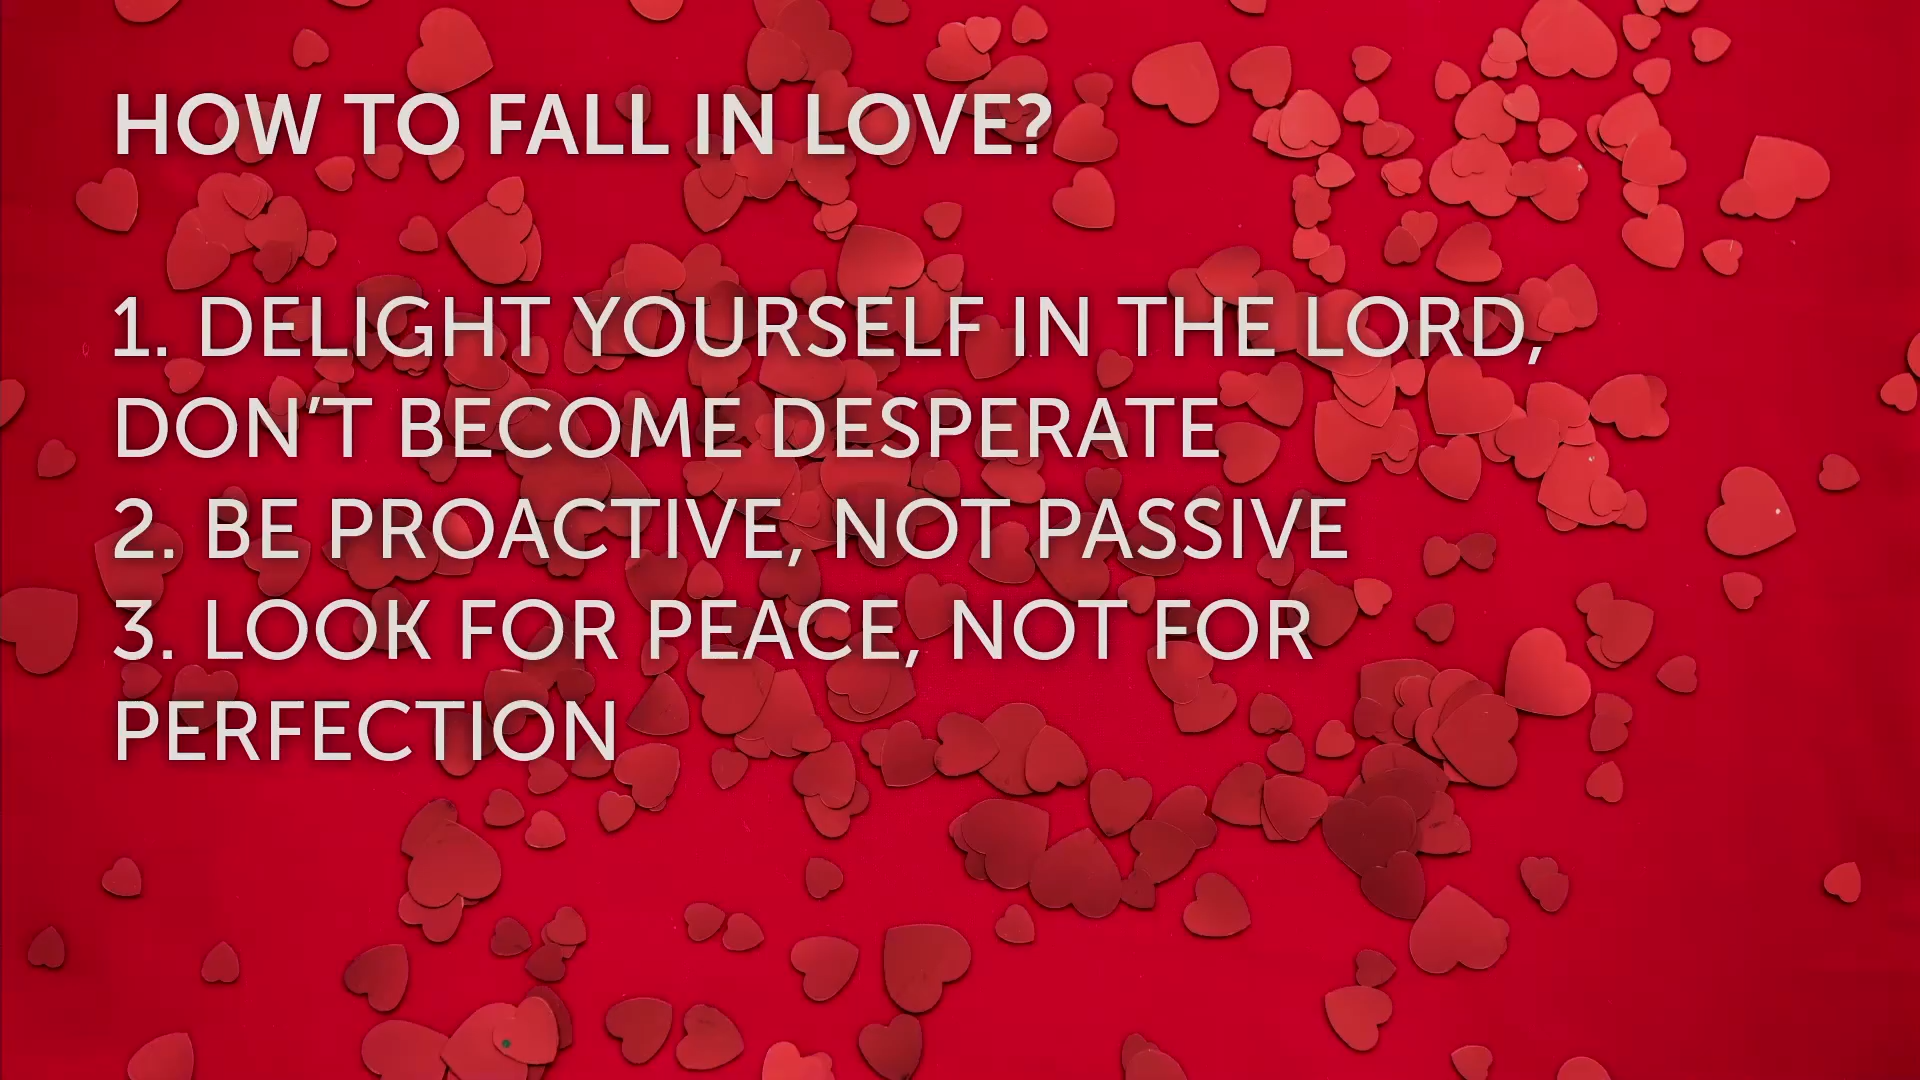 HOW TO FALL IN LOVE?
1. DELIGHT YOURSELF IN THE LORD,
DON'T BECOME DESPERATE
2. BE PROACTIVE, NOT PASSIVE
3. LOOK FOR PEACE, NOT FOR
PERFECTION